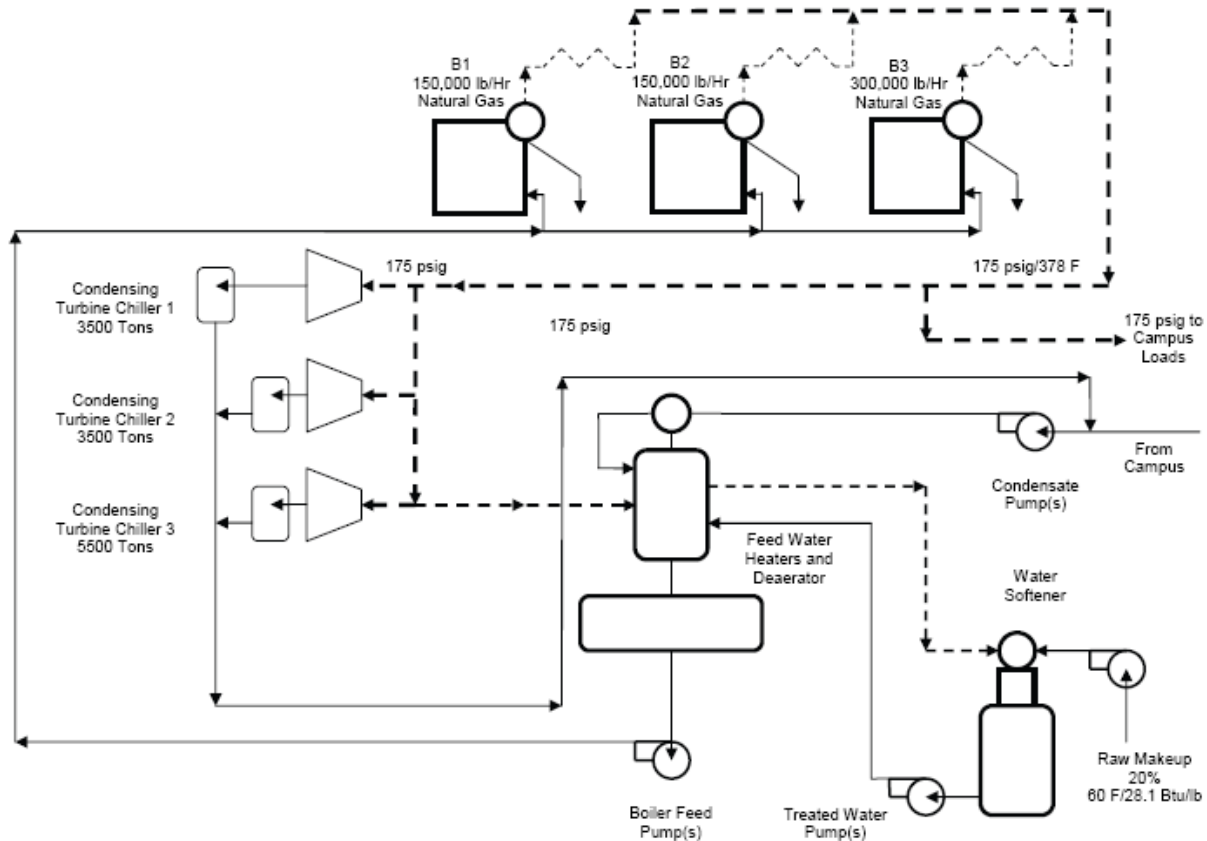 B1
150,000 lb/Hr
Natural Gas
B2
150,000 lb/Hr
Natural Gas
B3
300,000 lb/Hr
Natural Gas
Condensing
Turbine Chiller 1
3500 Tons
175 psig
175 psig/378 F
175 psig
175 psig to
Campus
Loads
Condensing
Turbine Chiller 2
3500 Tons
From
Campus
Condensate
Pump(s)
Condensing
Turbine Chiller 3
5500 Tons
Feed Water
Heaters and
Deaerator
Water
Softener
Raw Makeup
20%
60 F/28.1 Btu/lb
Boiler Feed
Pump(s)
Treated Water
Pump(s)